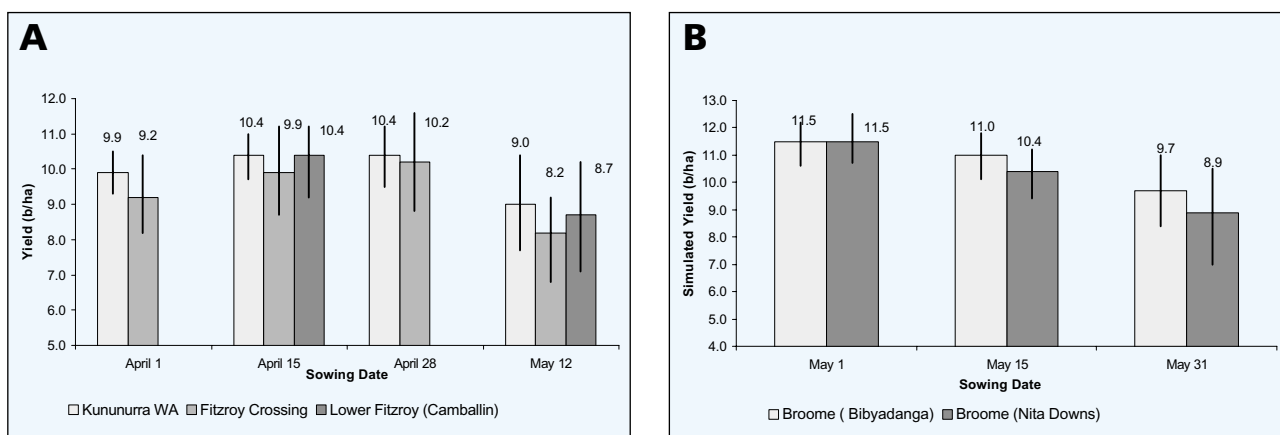 A
12.0
11.0
10.0
9.0
8.0
7.0
6.0
5.0
Yield (b/ha)
9.9 9.2
10.4 9.9 10.4
10.4 10.2
9.0 8.2 8.7
April 1 April 15 April 28 May 12
Sowing Date
Kununurra WA Fitzroy Crossing Lower Fitzroy (Camballin)
B
13.0
12.0
11.0
10.0
9.0
8.0
7.0
6.0
5.0
4.0
Simulated Yield (b/ha)
11.5 11.5
11.0 10.4
9.7 8.9
May 1 May 15 May 31
Sowing Date
Broome ( Bibyadanga) Broome (Nita Downs)